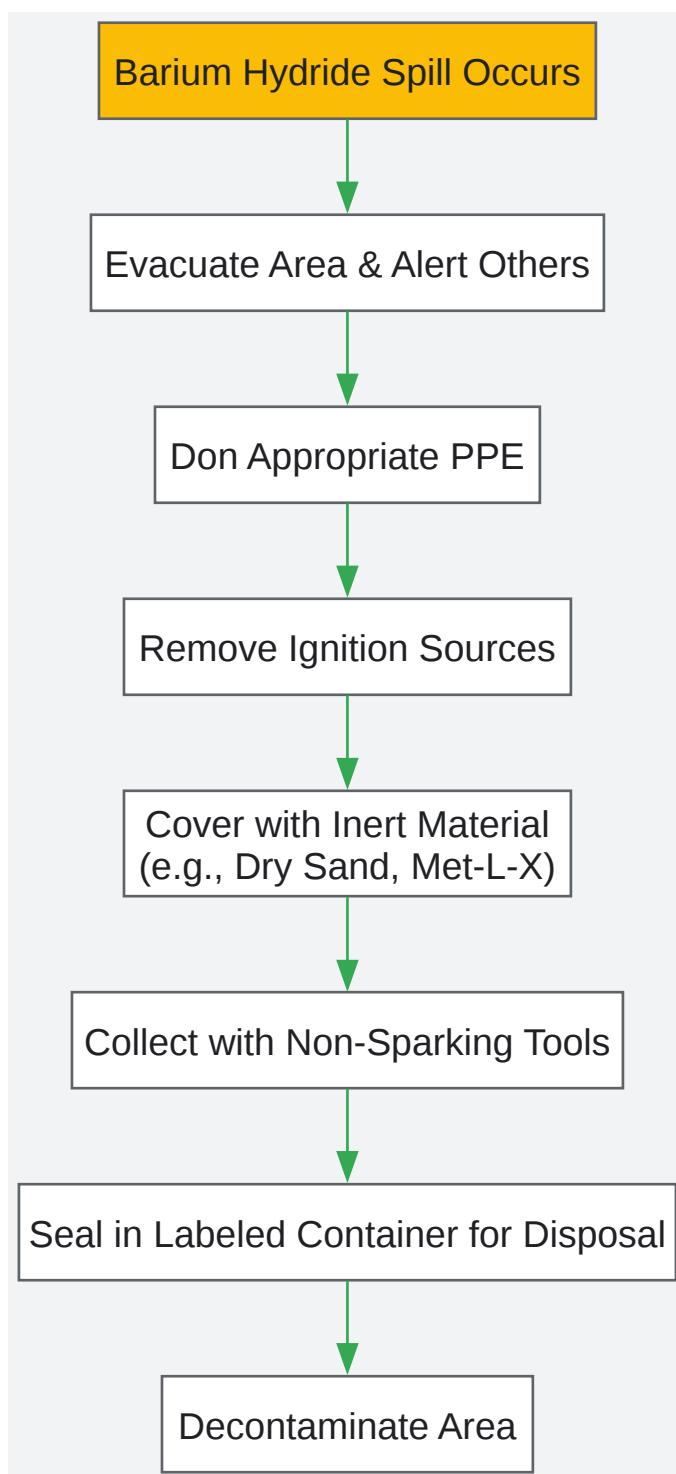 Barium Hydride Spill Occurs
Evacuate Area & Alert Others
Don Appropriate PPE
Remove Ignition Sources
Cover with Inert Material
(e.g., Dry Sand, Met-L-X)
Collect with Non-Sparking Tools
Seal in Labeled Container for Disposal
Decontaminate Area